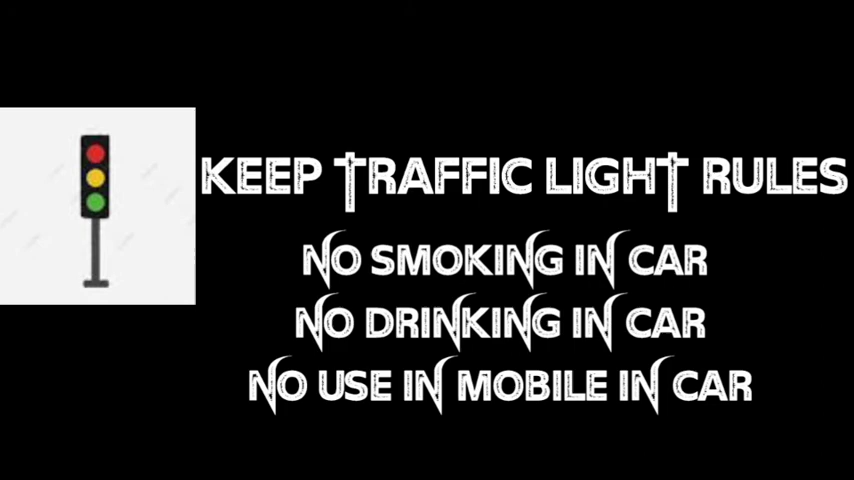 KEEP TRAFFIC LIGHT RULES
NO SMOKING IN CAR
NO DRINKING IN CAR
NO USE IN MOBILE IN CAR